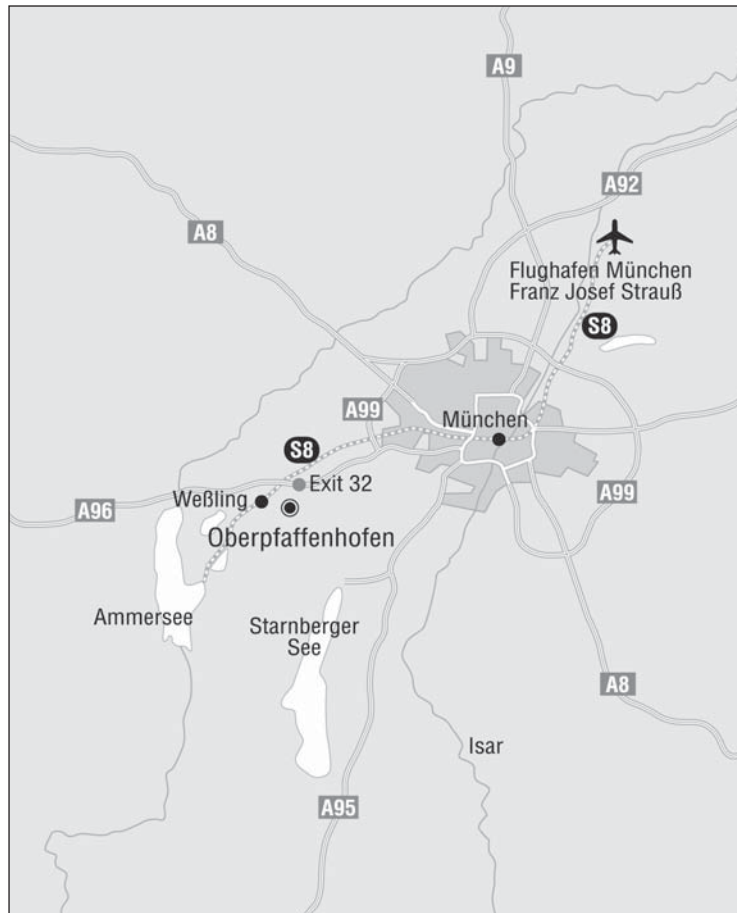 A9
A92
A8
Flughafen München
Franz Josef Strauß
S8
A99
München
S8
Exit 32
Weßling
A96
A99
Oberpfaffenhofen
Ammersee
Starnberger
See
A8
Isar
A95